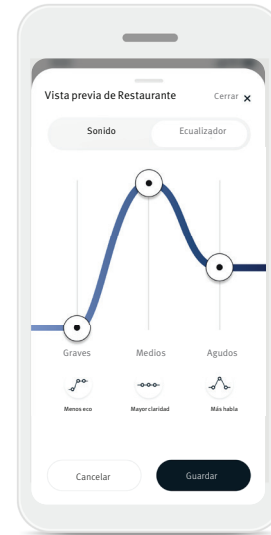 Vista previa de Restaurante
Cerrar ×
Sonido
Ecualizador
Graves
Medios
Agudos
Menos eco
Mayor claridad
Más habla
Cancelar
Guardar